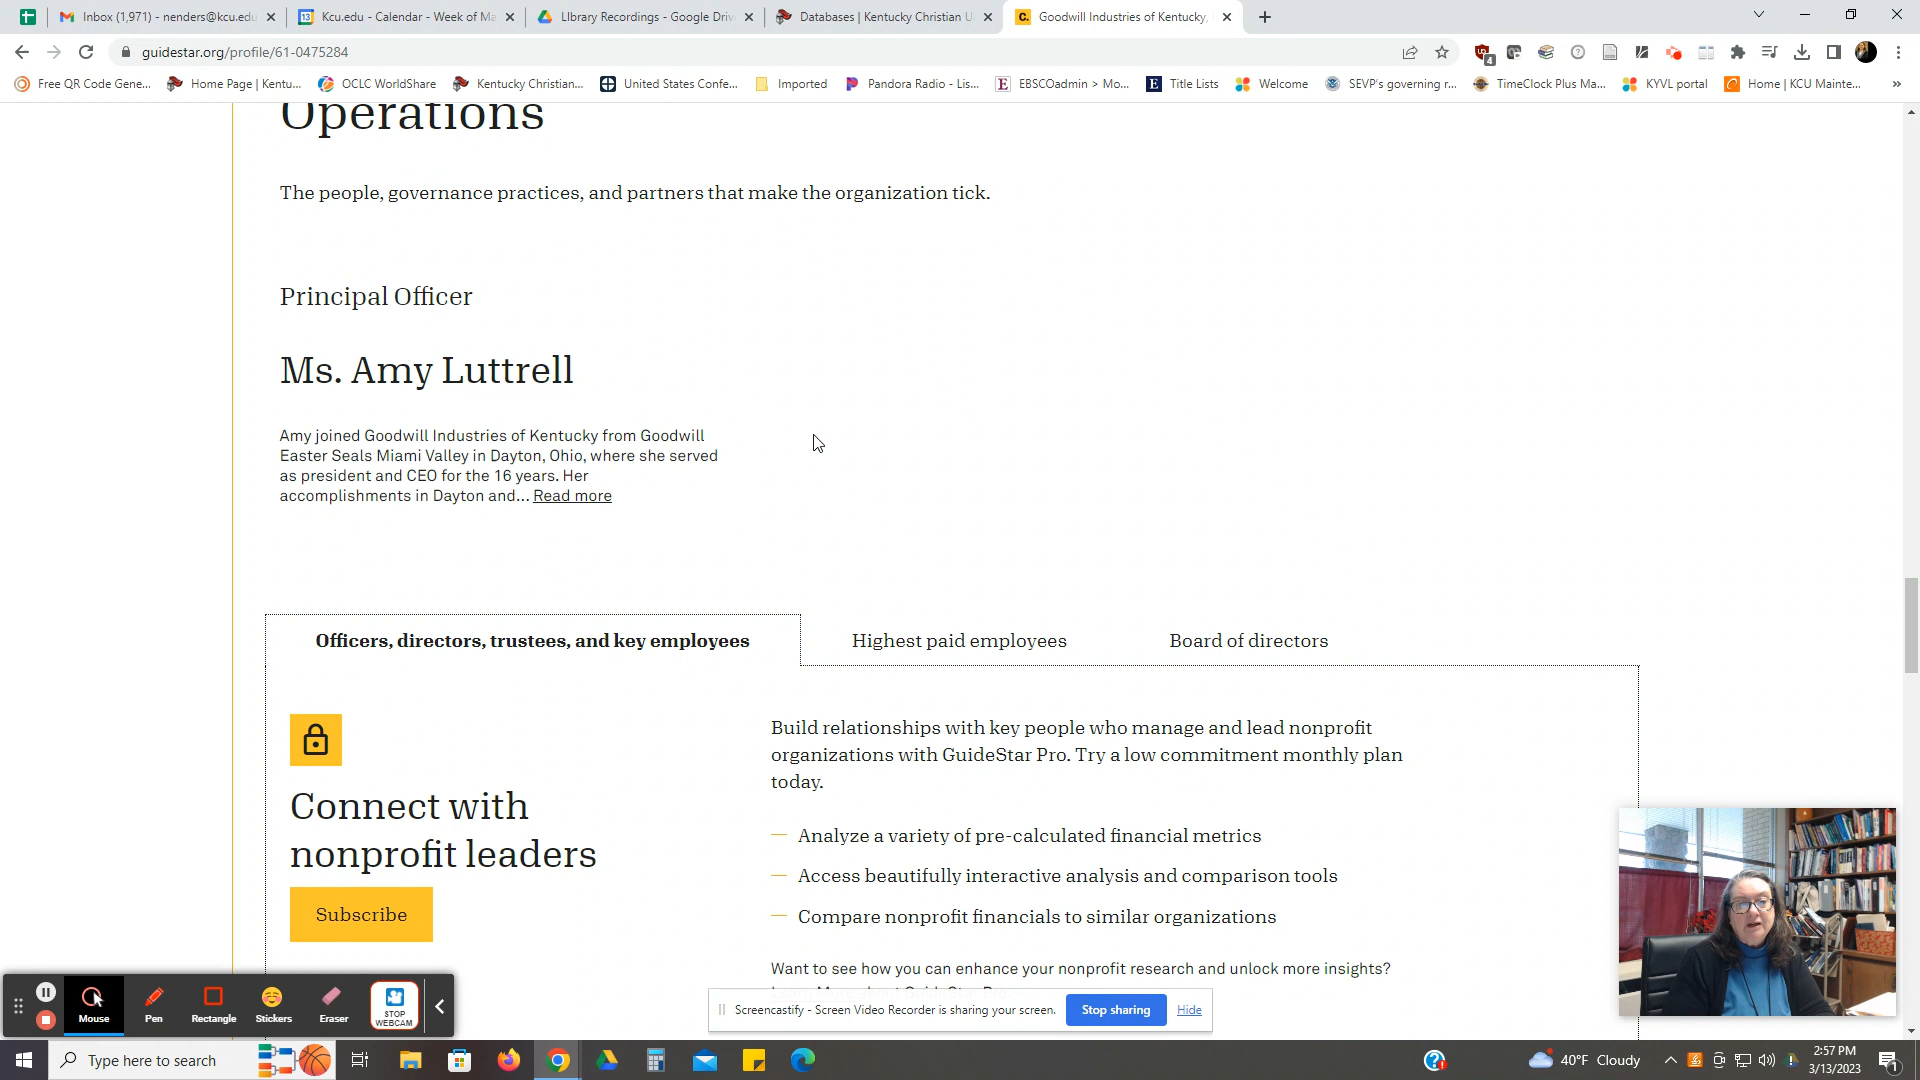 Inbox (1,971) - nenders@kcu.edu
Kcu.edu - Calendar - Week of Ma
LIbrary Recordings - Google Driv
Databases | Kentucky Christian U
Goodwill Industries of Kentucky,
guidestar.org/profile/61-0475284
4
Free QR Code Gene...
Home Page | Kentu...
OCLC WorldShare
Kentucky Christian...
United States Confe...
Imported
Pandora Radio - Lis...
EBSCOadmin > Mo...
Title Lists
Welcome
SEVP's governing r...
TimeClock Plus Ma...
KYVL portal
Home | KCU Mainte...
»
Operations
The people, governance practices, and partners that make the organization tick.
Principal Officer
Ms. Amy Luttrell
Amy joined Goodwill Industries of Kentucky from Goodwill
Easter Seals Miami Valley in Dayton, Ohio, where she served
as president and CEO for the 16 years. Her
accomplishments in Dayton and... Read more
Officers, directors, trustees, and key employees
Highest paid employees
Board of directors
Connect with
nonprofit leaders
Subscribe
Build relationships with key people who manage and lead nonprofit
organizations with GuideStar Pro. Try a low commitment monthly plan
today.
Analyze a variety of pre-calculated financial metrics
Access beautifully interactive analysis and comparison tools
Compare nonprofit financials to similar organizations
Want to see how you can enhance your nonprofit research and unlock more insights?
Mouse
Pen
Rectangle
Stickers
Eraser
STOP
WEBCAM
Screencastify - Screen Video Recorder is sharing your screen.
Stop sharing
Hide
Type here to search
40°F Cloudy
2:57 PM
3/13/2023
1